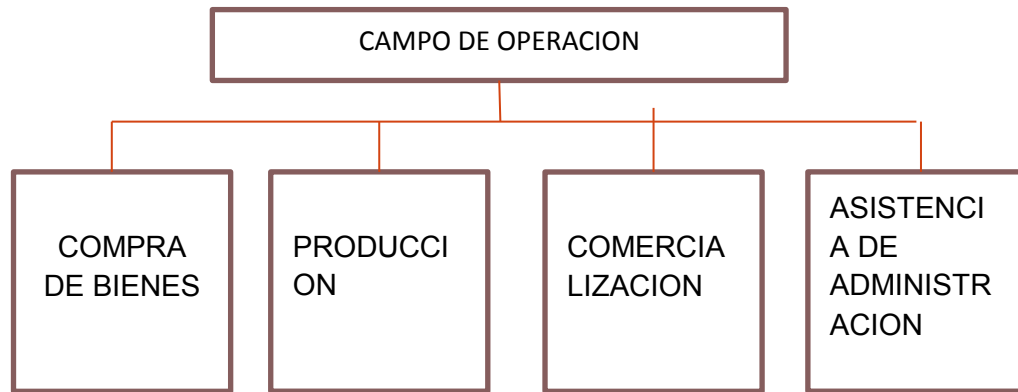 CAMPO DE OPERACION
COMPRA
DE BIENES
PRODUCCI
ON
COMERCIA
LIZACION
ASISTENCI
A DE
ADMINISTR
ACION